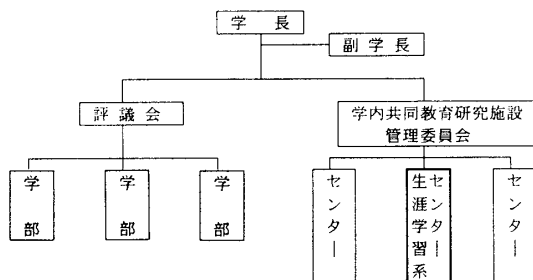 学長
副学長
評議会
学内共同教育研究施設
管理委員会
学部
学部
学部
センター
センター
生涯学習系
センター